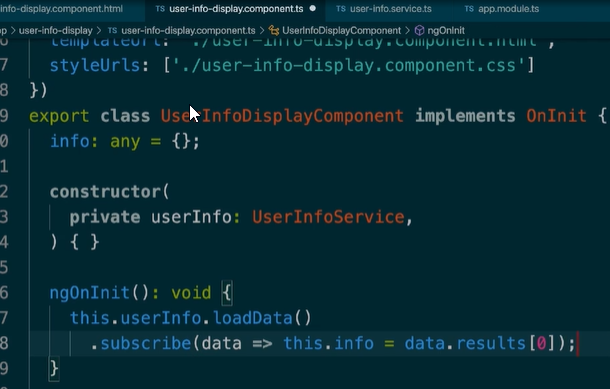 nfo-display.component.html TS user-info-display.component.ts TS user-info.service.ts TS app.module.ts
user-info-display > TS user-info-display.component.ts > UserInfoDisplayComponent > ngOnInit
templateUrl: './user-info-display.component.html',
7 styleUrls: ['./user-info-display.component.css']
8 })
9 export class UserInfoDisplayComponent implements OnInit {
0 info: any = {};
1
2 constructor(
3 private userInfo: UserInfoService,
4 ) { }
5
6 ngOnInit(): void {
7 this.userInfo.loadData()
8 .subscribe(data => this.info = data.results[0]);
9 }